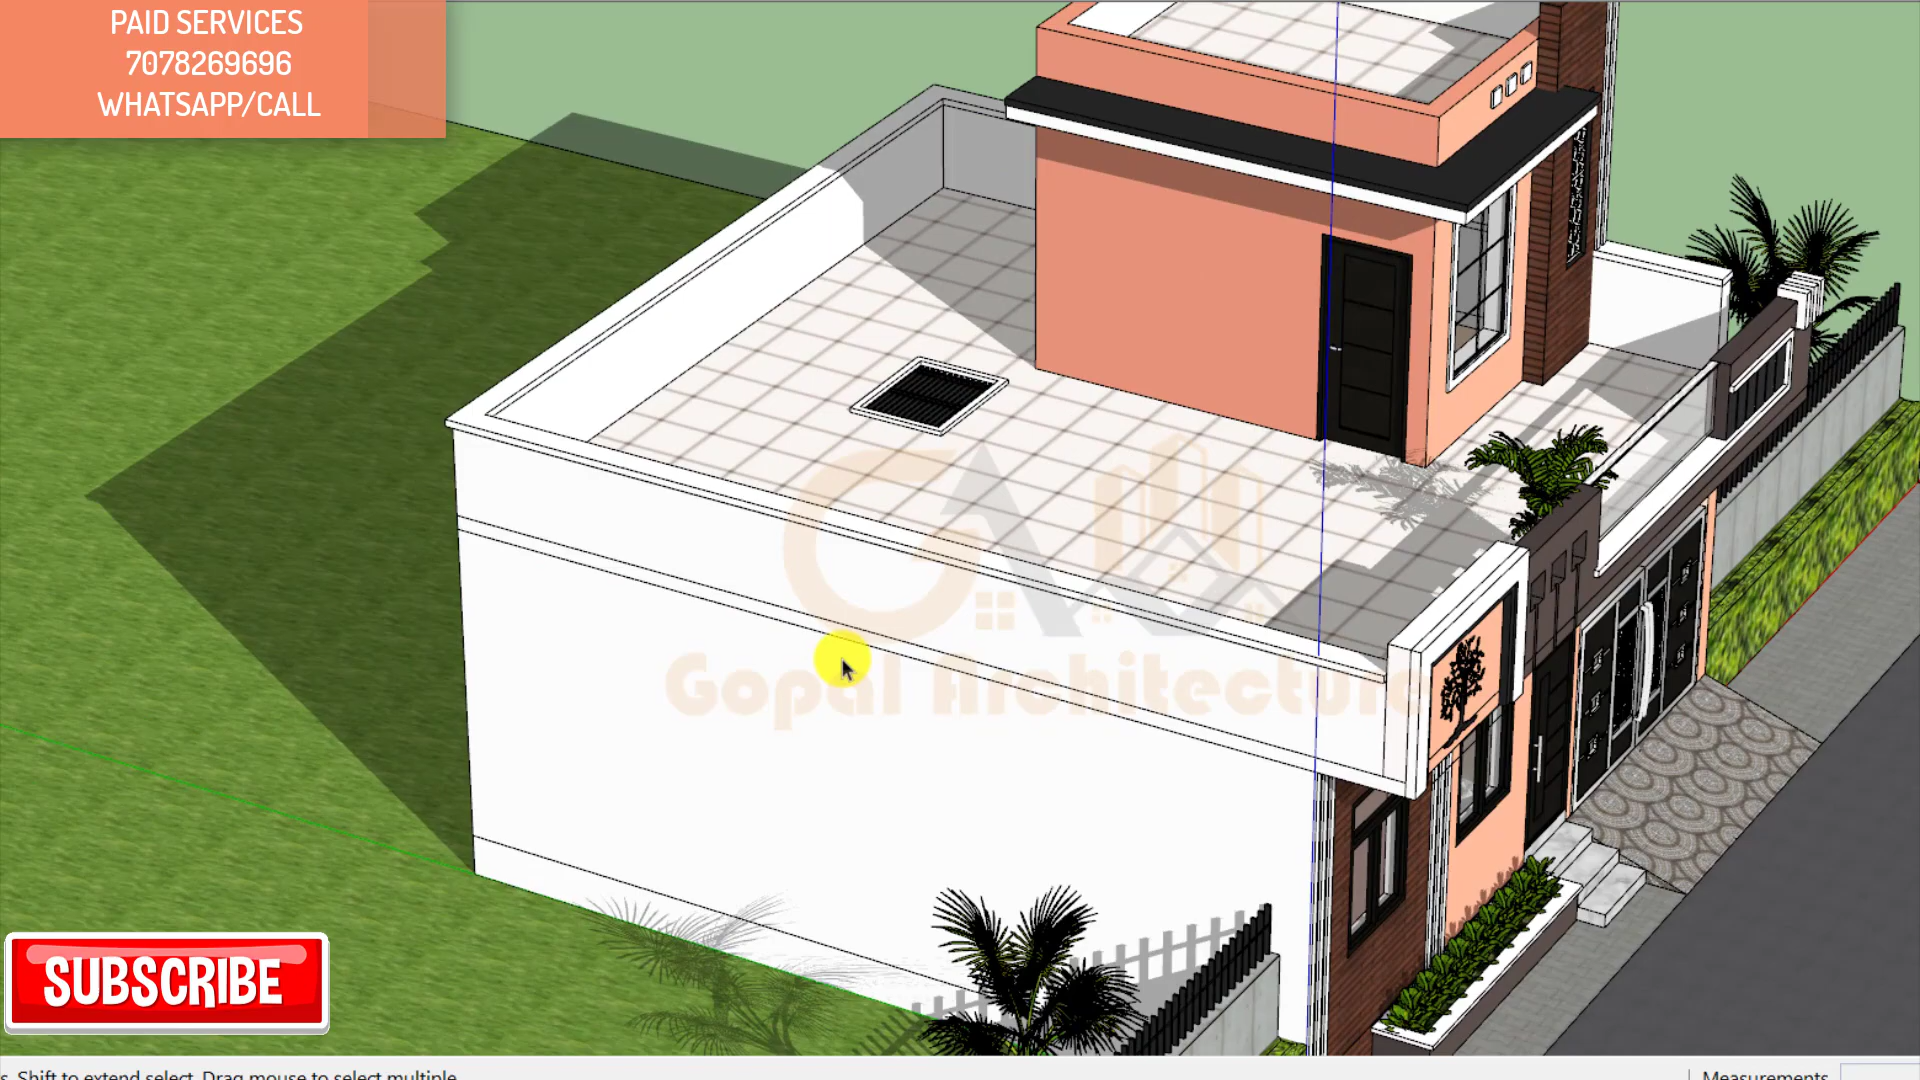 PAID SERVICES
7078269696
WHATSAPP/CALL
Gopal Architecture
SUBSCRIBE
s. Shift to extend select. Drag mouse to select multiple.
Measurements